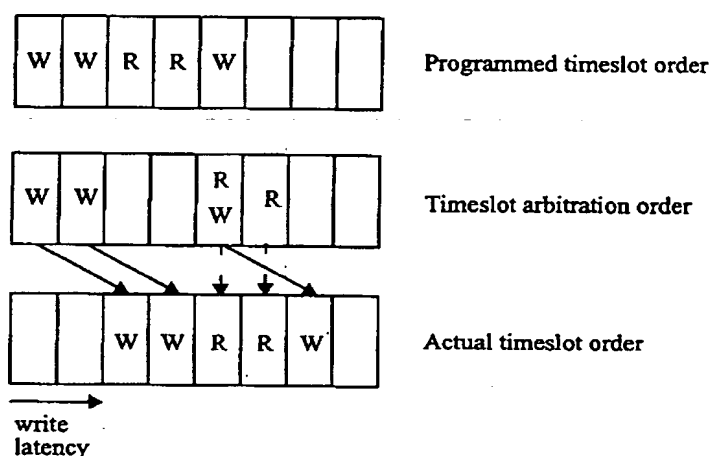 W W R R W
Programmed timeslot order
R
W W R
W
Timeslot arbitration order
W W R R W
Actual timeslot order
write
latency